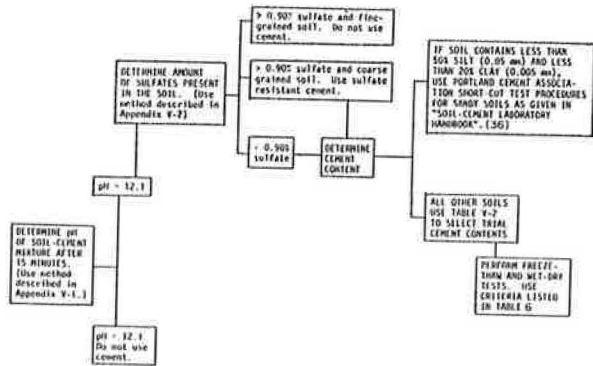 > 0.90% sulfate and fine-
grained soil. Do not use
cement.
DETERMINE AMOUNT
OF SULFATES PRESENT
IN THE SOIL. (Use
method described in
Appendix V-2)
> 0.90% sulfate and coarse
grained soil. Use sulfate
resistant cement.
IF SOIL CONTAINS LESS THAN
50% SILT (0.05 mm) AND LESS
THAN 20% CLAY (0.005 mm),
USE PORTLAND CEMENT ASSOCIA-
TION SHORT-CUT TEST PROCEDURES
FOR SANDY SOILS AS GIVEN IN
"SOIL-CEMENT LABORATORY
HANDBOOK". (36)
0.90%
sulfate
DETERMINE
CEMENT
CONTENT
pH 12.1
ALL OTHER SOILS
USE TABLE V-2
TO SELECT TRIAL
CEMENT CONTENTS
DETERMINE pH
OF SOIL-CEMENT
MIXTURE AFTER
15 MINUTES.
(Use method
described in
Appendix V-1.)
PERFORM FREEZE-
THAW AND WET-DRY
TESTS. USE
CRITERIA LISTED
IN TABLE 6
pH 12.1
Do not use
cement.